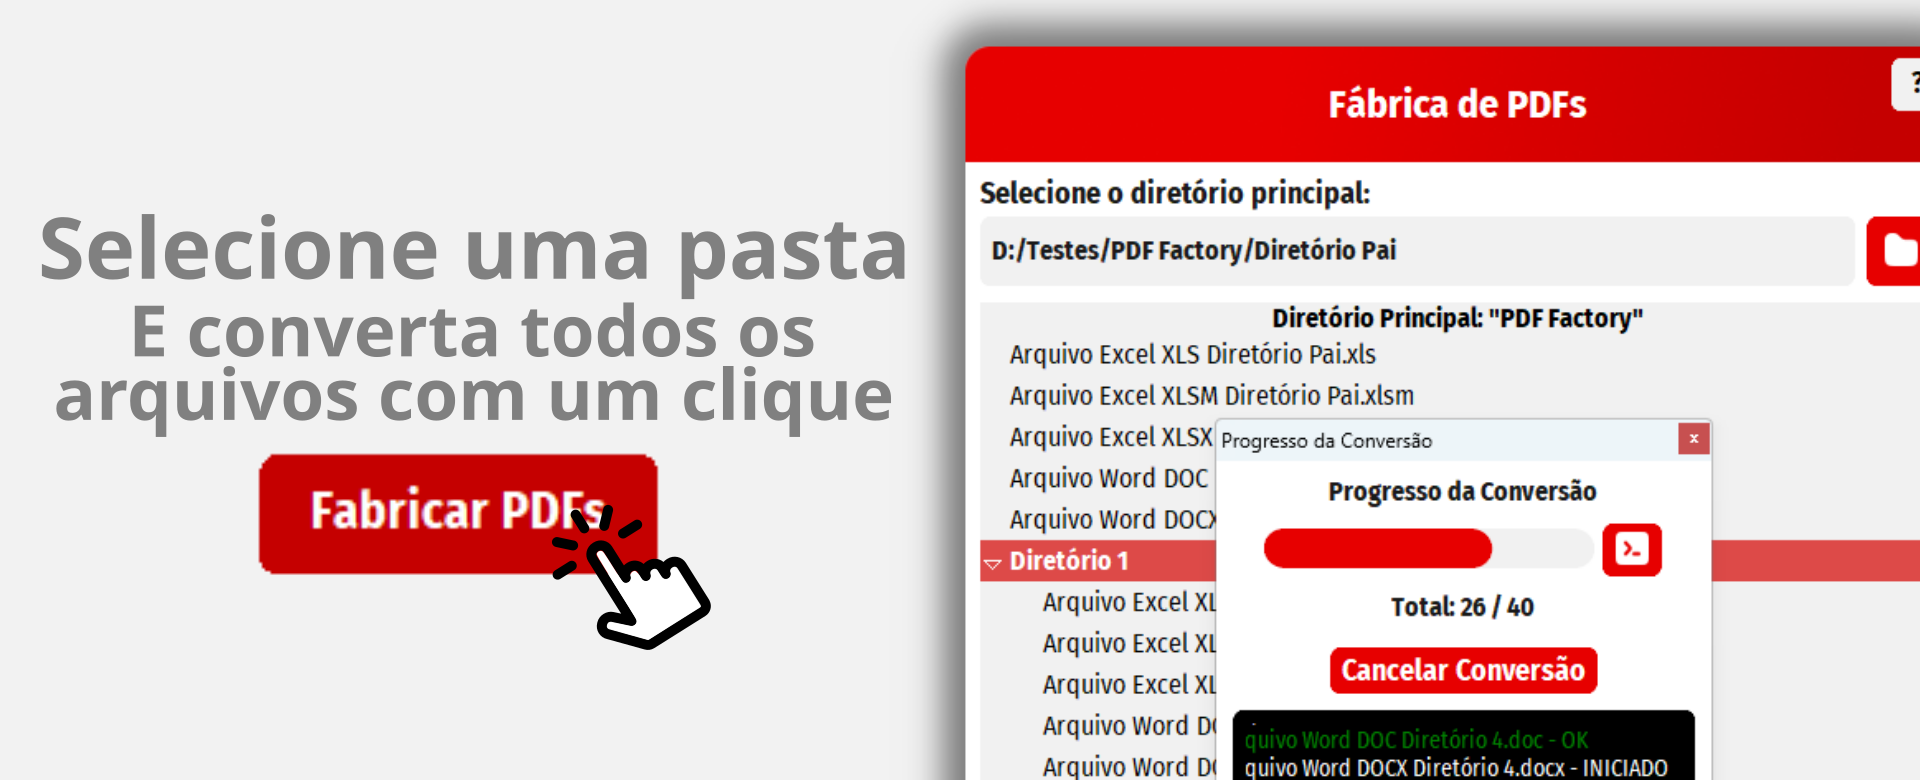 Selecione uma pasta
E converta todos os
arquivos com um clique
Fabricar PDFs
Fábrica de PDFs
?
Selecione o diretório principal:
D:/Testes/PDF Factory/Diretório Pai
Diretório Principal: "PDF Factory"
Arquivo Excel XLS Diretório Pai.xls
Arquivo Excel XLSM Diretório Pai.xlsm
Arquivo Excel XLSX
Arquivo Word DOC
Arquivo Word DOCX
Diretório 1
Arquivo Excel XL
Arquivo Excel XL
Arquivo Excel XL
Arquivo Word DO
Arquivo Word DO
Progresso da Conversão
x
Progresso da Conversão
Total: 26 / 40
Cancelar Conversão
quivo Word DOC Diretório 4.doc - OK
quivo Word DOCX Diretório 4.docx - INICIADO